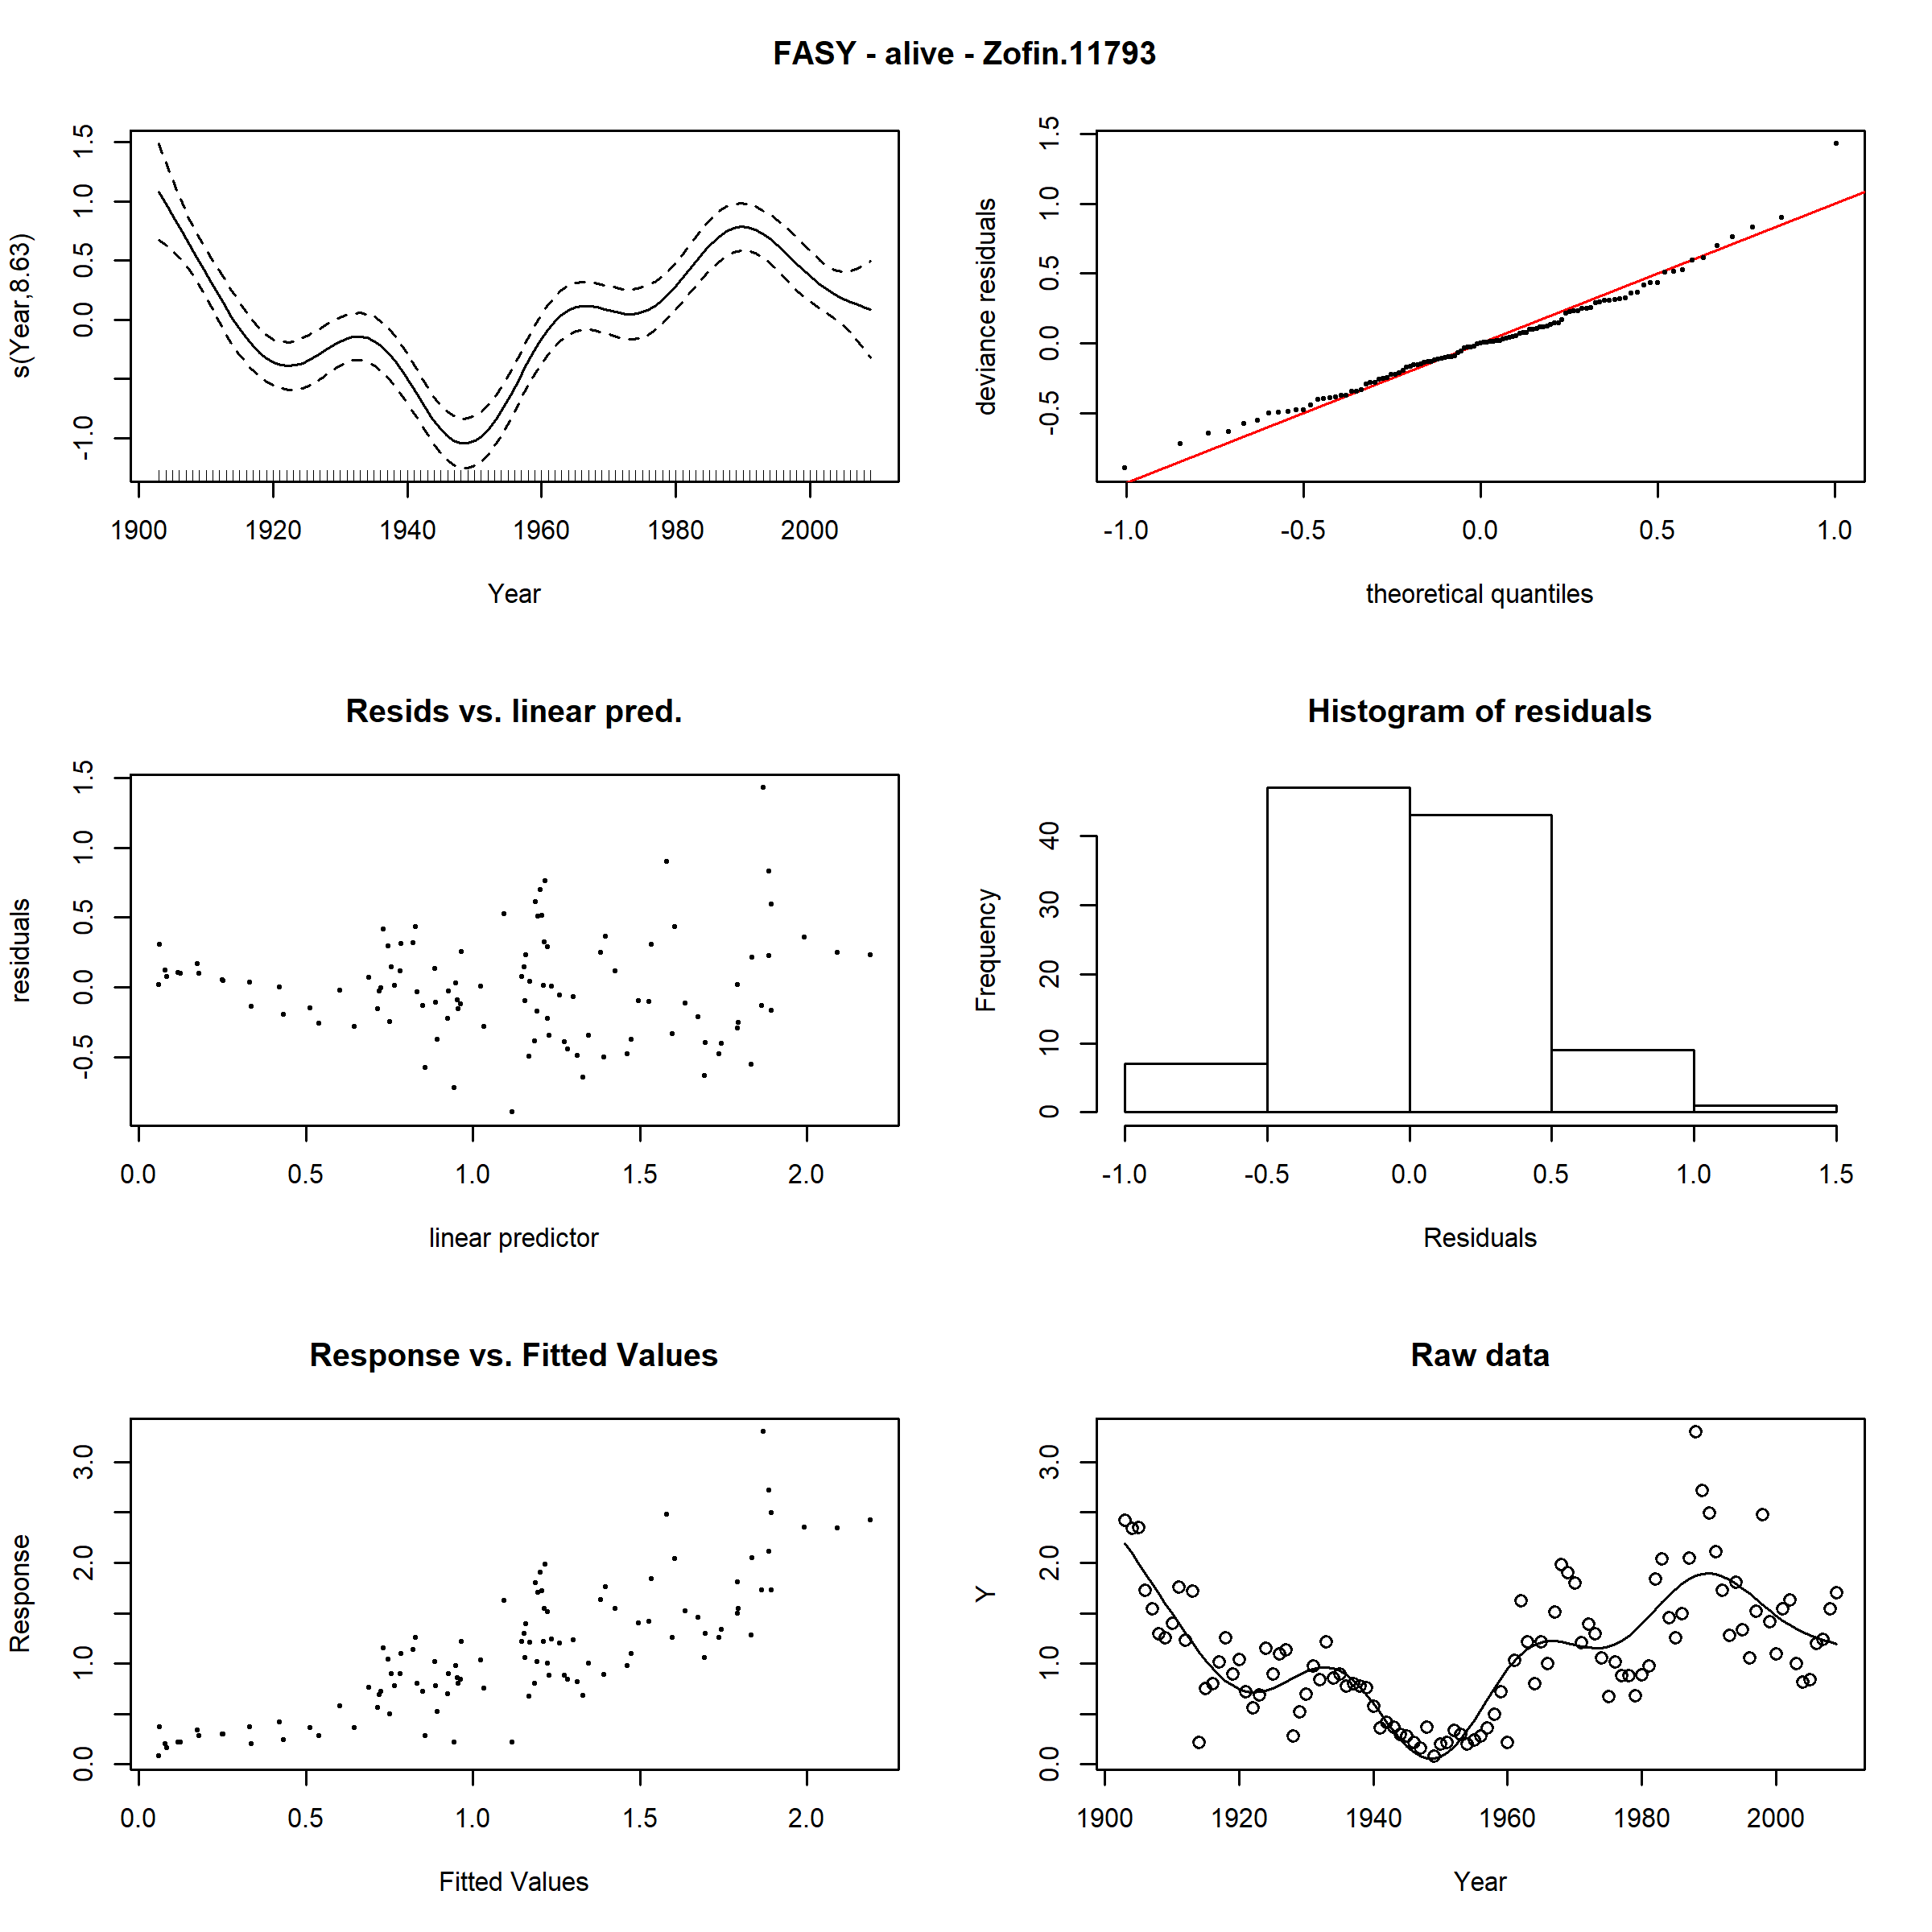 FASY - alive - Zofin.11793
s(Year,8.63)
-1.0 0.0 0.5 1.0 1.5
1900 1920 1940 1960 1980 2000
Year
deviance residuals
-0.5 0.0 0.5 1.0 1.5
-1.0 -0.5 0.0 0.5 1.0
theoretical quantiles
Resids vs. linear pred.
residuals
-0.5 0.0 0.5 1.0 1.5
0.0 0.5 1.0 1.5 2.0
linear predictor
Histogram of residuals
Frequency
0 10 20 30 40
-1.0 -0.5 0.0 0.5 1.0 1.5
Residuals
Response vs. Fitted Values
Response
0.0 1.0 2.0 3.0
0.0 0.5 1.0 1.5 2.0
Fitted Values
Raw data
Y
0.0 1.0 2.0 3.0
1900 1920 1940 1960 1980 2000
Year